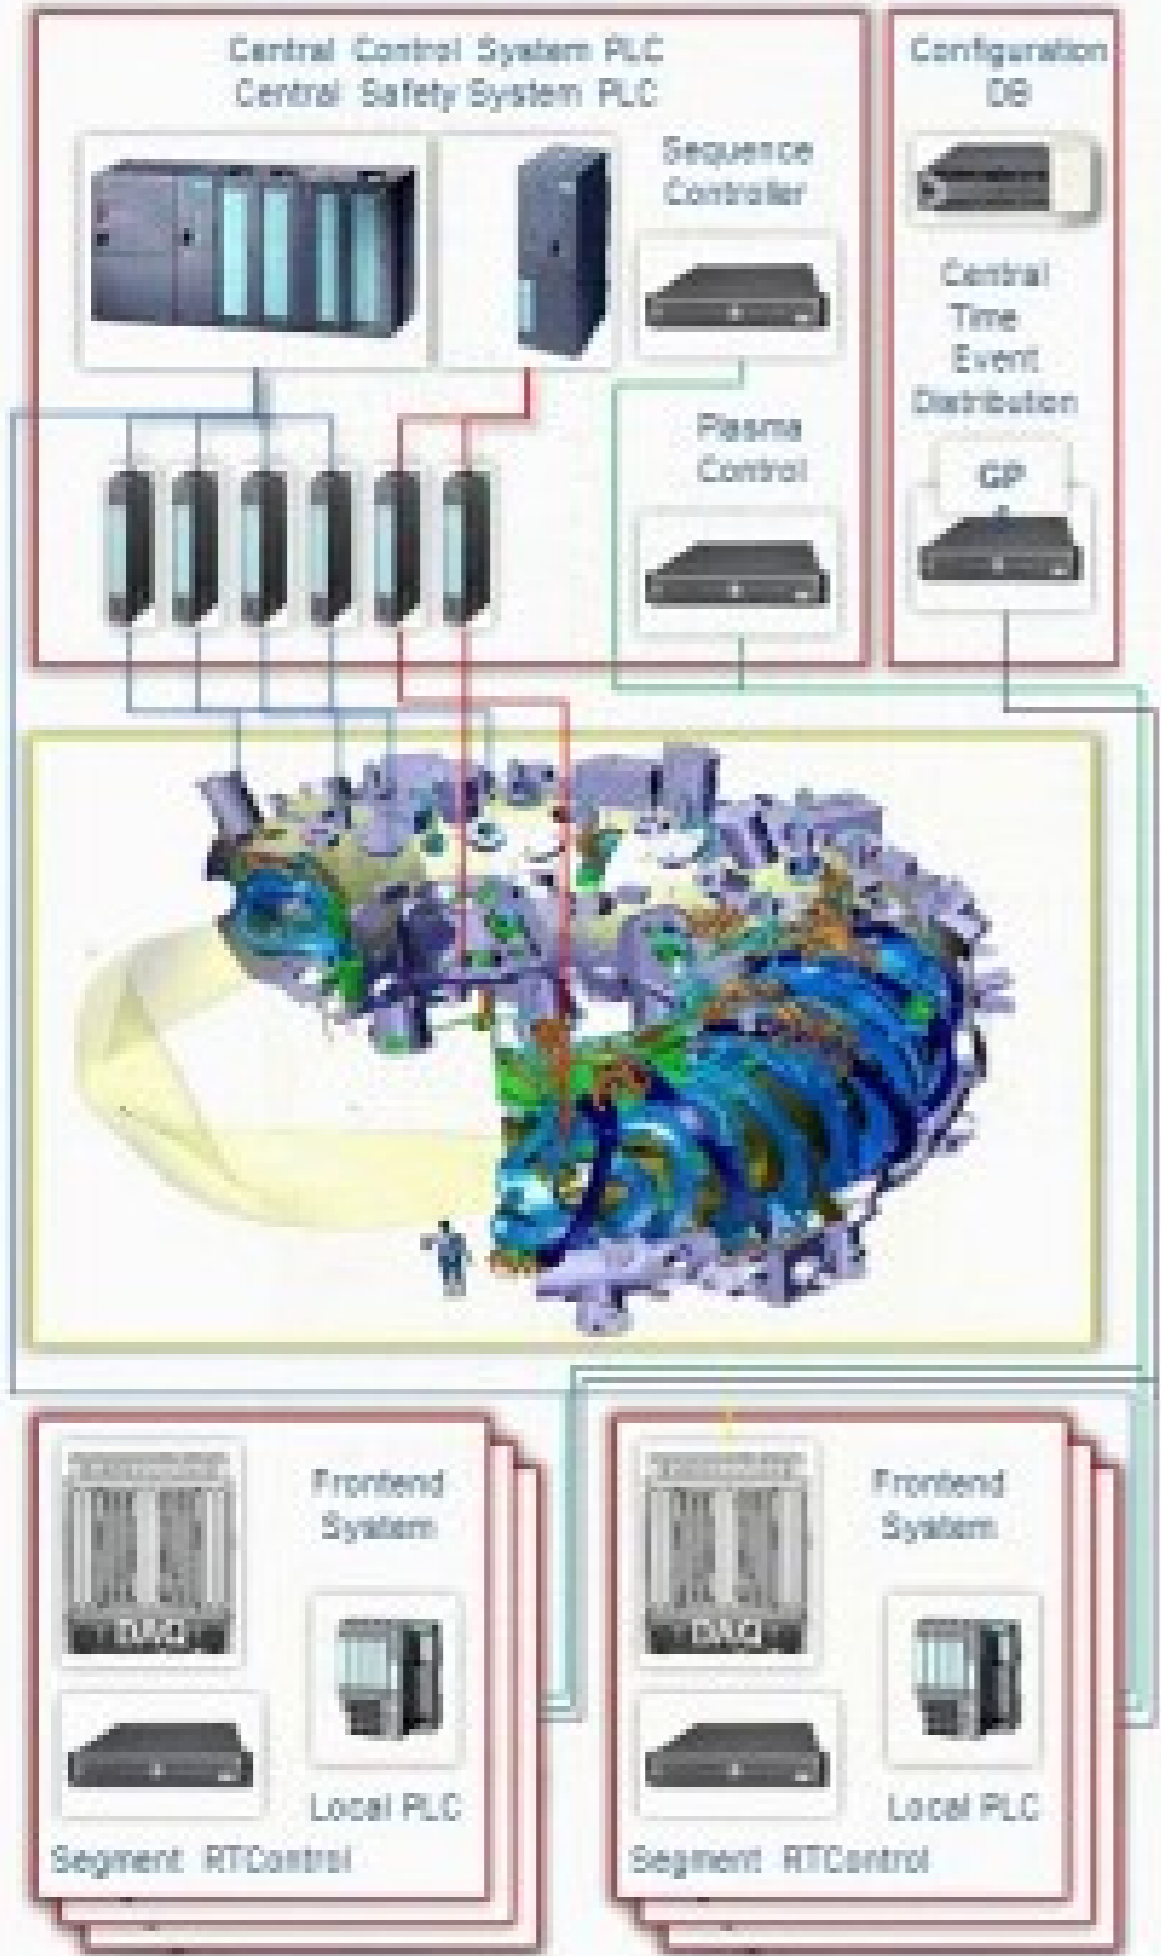 Central Control System PLC
Central Safety System PLC
Sequence
Controller
Plasma
Control
Configuration
DB
Central
Time
Event
Distribution
GP
Frontend
System
DAQ
Local PLC
Segment RTControl
Frontend
System
DAQ
Local PLC
Segment RTControl